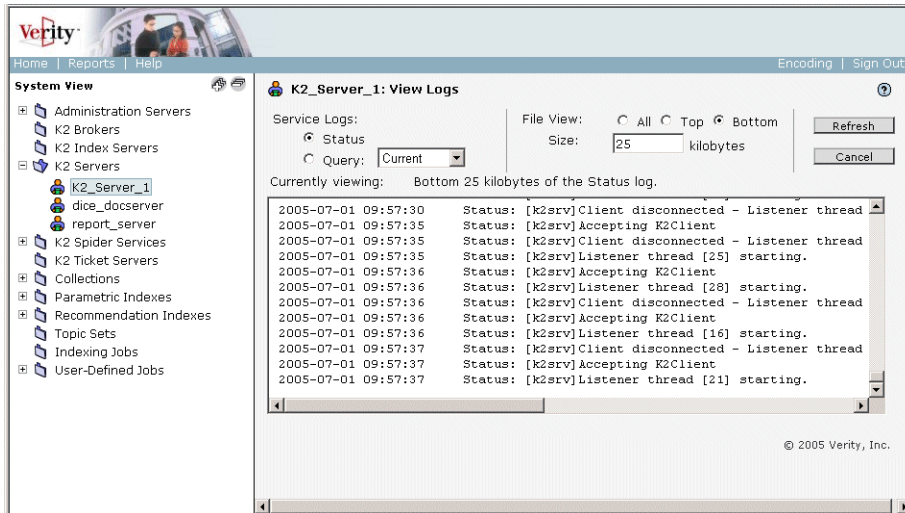 Verity
Home | Reports | Help
Encoding | Sign Out
System View
Administration Servers
K2 Brokers
K2 Index Servers
K2 Servers
K2_Server_1
dice_docserver
report_server
K2 Spider Services
K2 Ticket Servers
Collections
Parametric Indexes
Recommendation Indexes
Topic Sets
Indexing Jobs
User-Defined Jobs
K2_Server_1: View Logs
Service Logs:
Status
Query: Current
File View: All Top Bottom
Size: 25 kilobytes
Refresh
Cancel
Currently viewing: Bottom 25 kilobytes of the Status log.
2005-07-01 09:57:30 Status: [k2srv]Client disconnected - Listener thread
2005-07-01 09:57:35 Status: [k2srv]Accepting K2Client
2005-07-01 09:57:35 Status: [k2srv]Client disconnected - Listener thread
2005-07-01 09:57:35 Status: [k2srv]Listener thread [25] starting.
2005-07-01 09:57:36 Status: [k2srv]Accepting K2Client
2005-07-01 09:57:36 Status: [k2srv]Listener thread [28] starting.
2005-07-01 09:57:36 Status: [k2srv]Client disconnected - Listener thread
2005-07-01 09:57:36 Status: [k2srv]Accepting K2Client
2005-07-01 09:57:36 Status: [k2srv]Listener thread [16] starting.
2005-07-01 09:57:37 Status: [k2srv]Client disconnected - Listener thread
2005-07-01 09:57:37 Status: [k2srv]Accepting K2Client
2005-07-01 09:57:37 Status: [k2srv]Listener thread [21] starting.
© 2005 Verity, Inc.